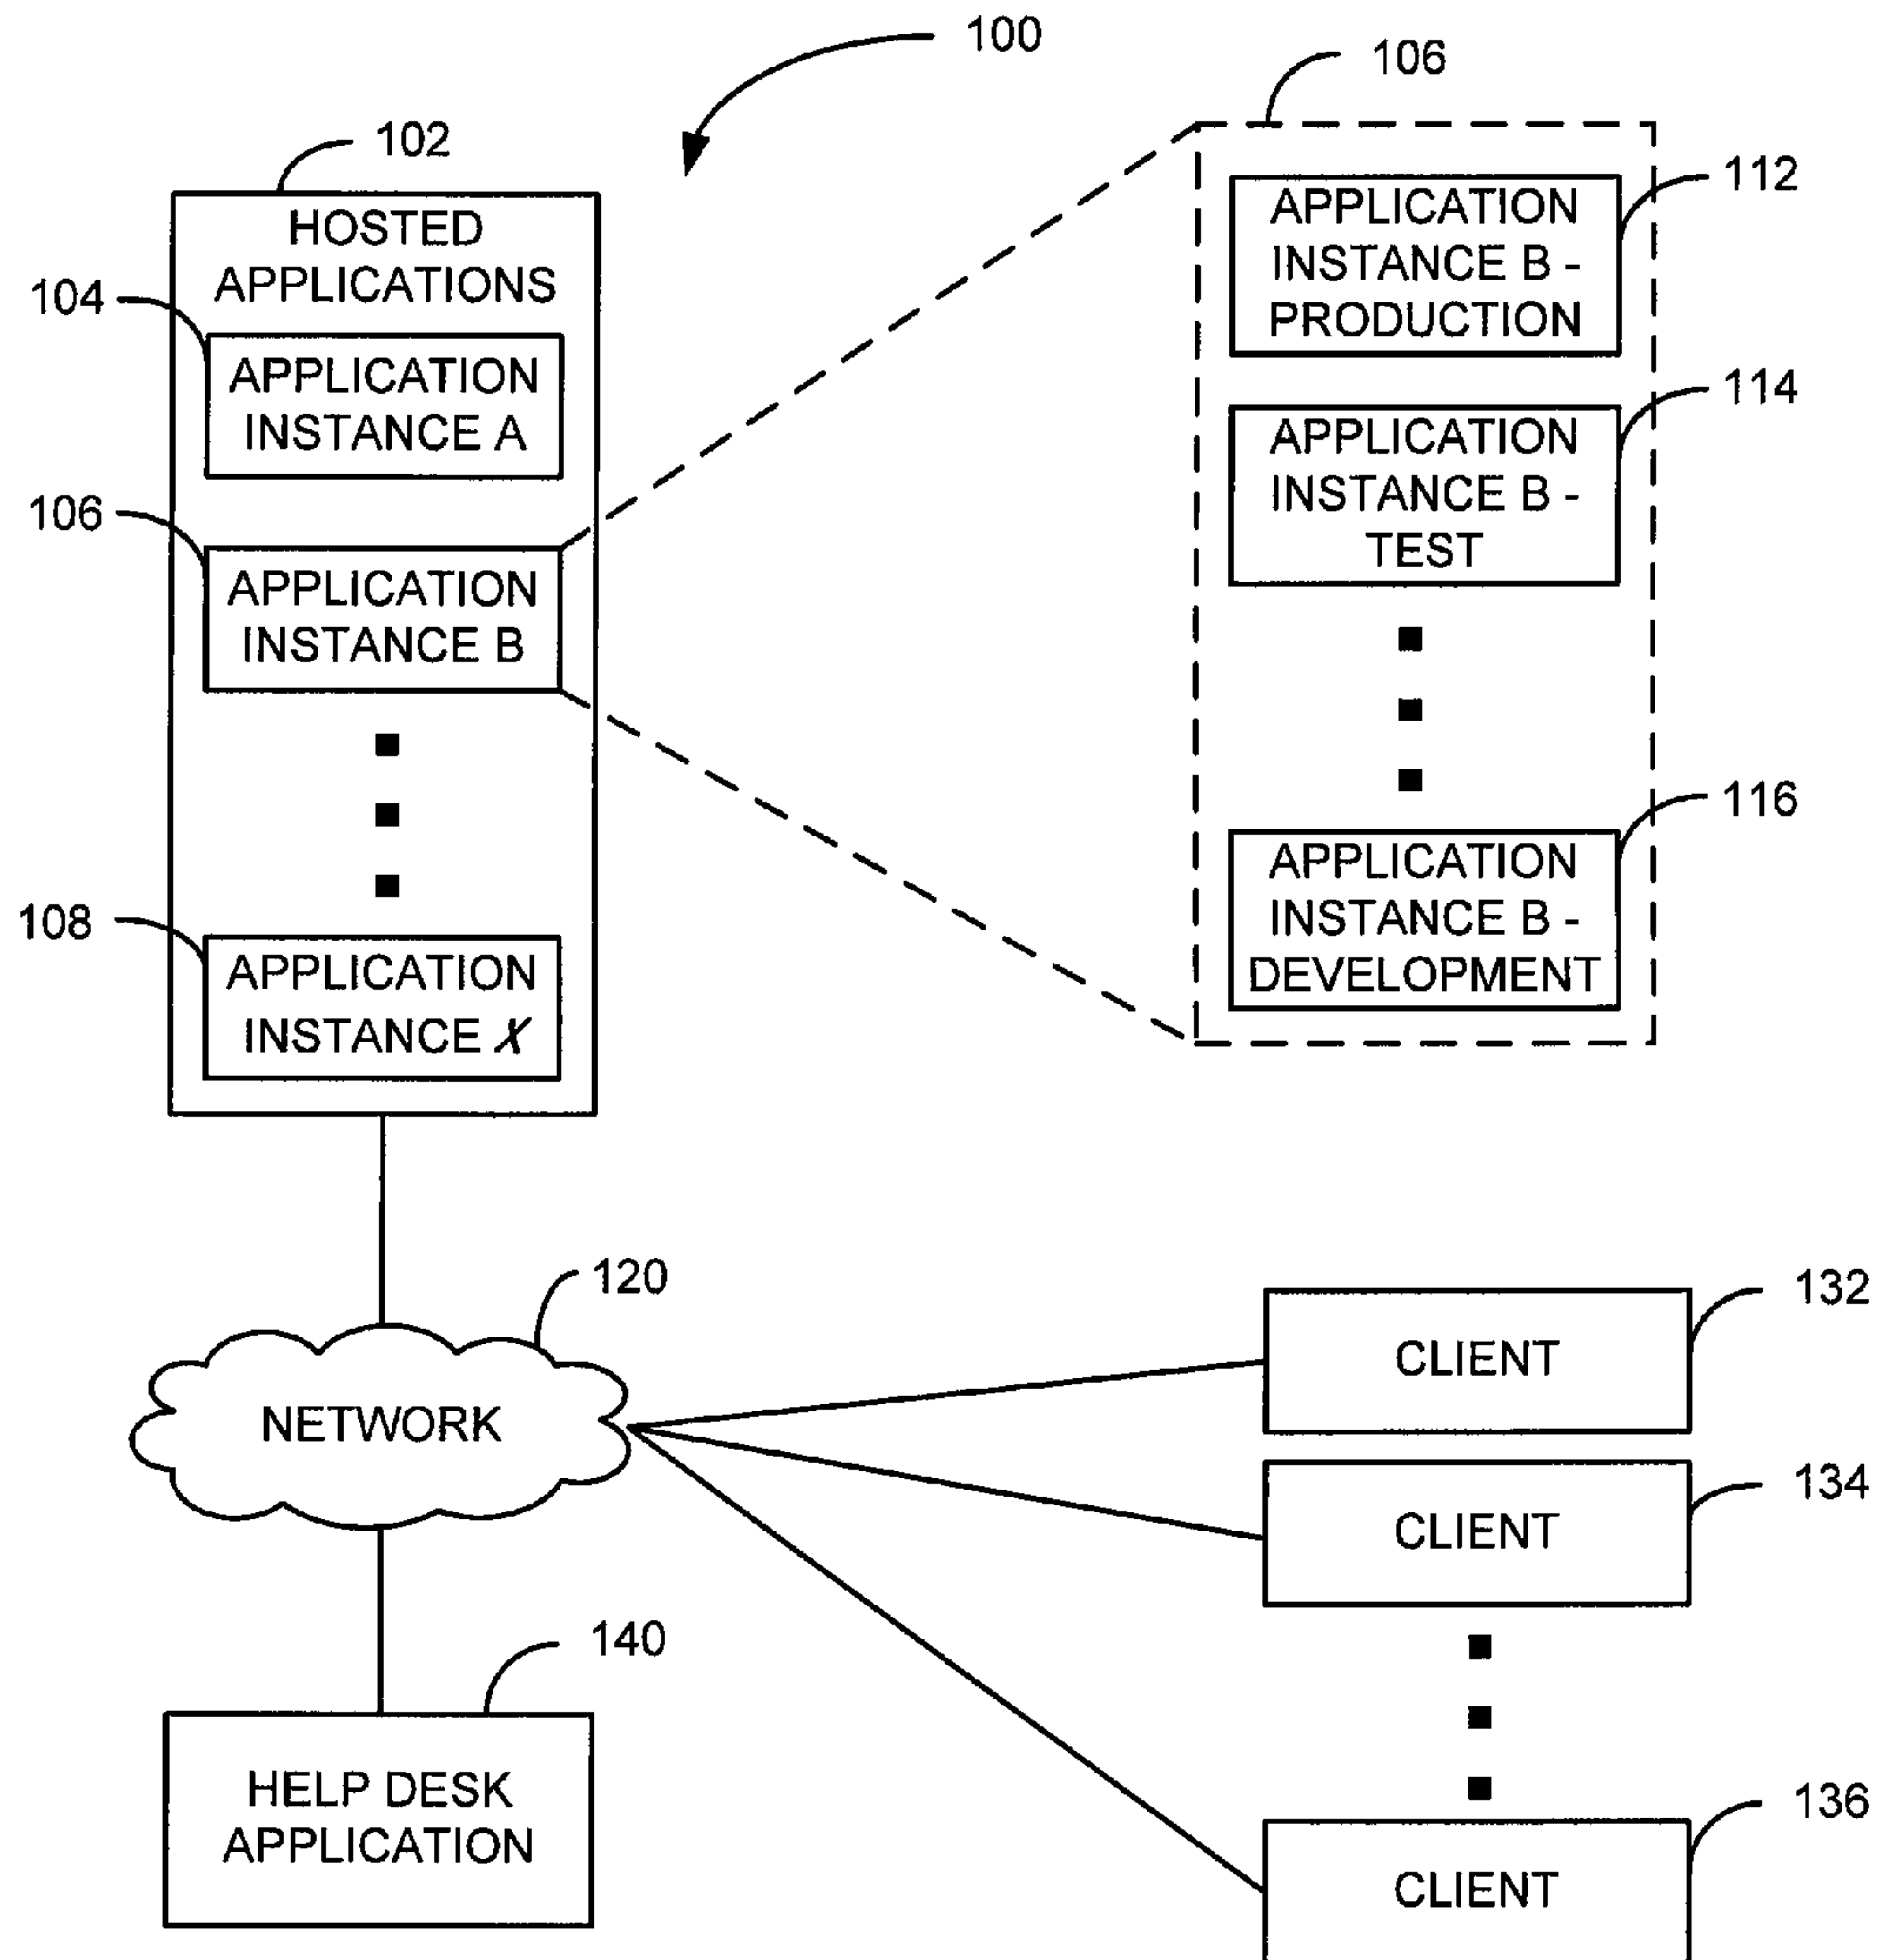 100
102
HOSTED
APPLICATIONS
104
APPLICATION
INSTANCE A
106
APPLICATION
INSTANCE B
108
APPLICATION
INSTANCE X
106
112
APPLICATION
INSTANCE B -
PRODUCTION
114
APPLICATION
INSTANCE B -
TEST
116
APPLICATION
INSTANCE B -
DEVELOPMENT
120
NETWORK
132
CLIENT
134
CLIENT
136
CLIENT
140
HELP DESK
APPLICATION